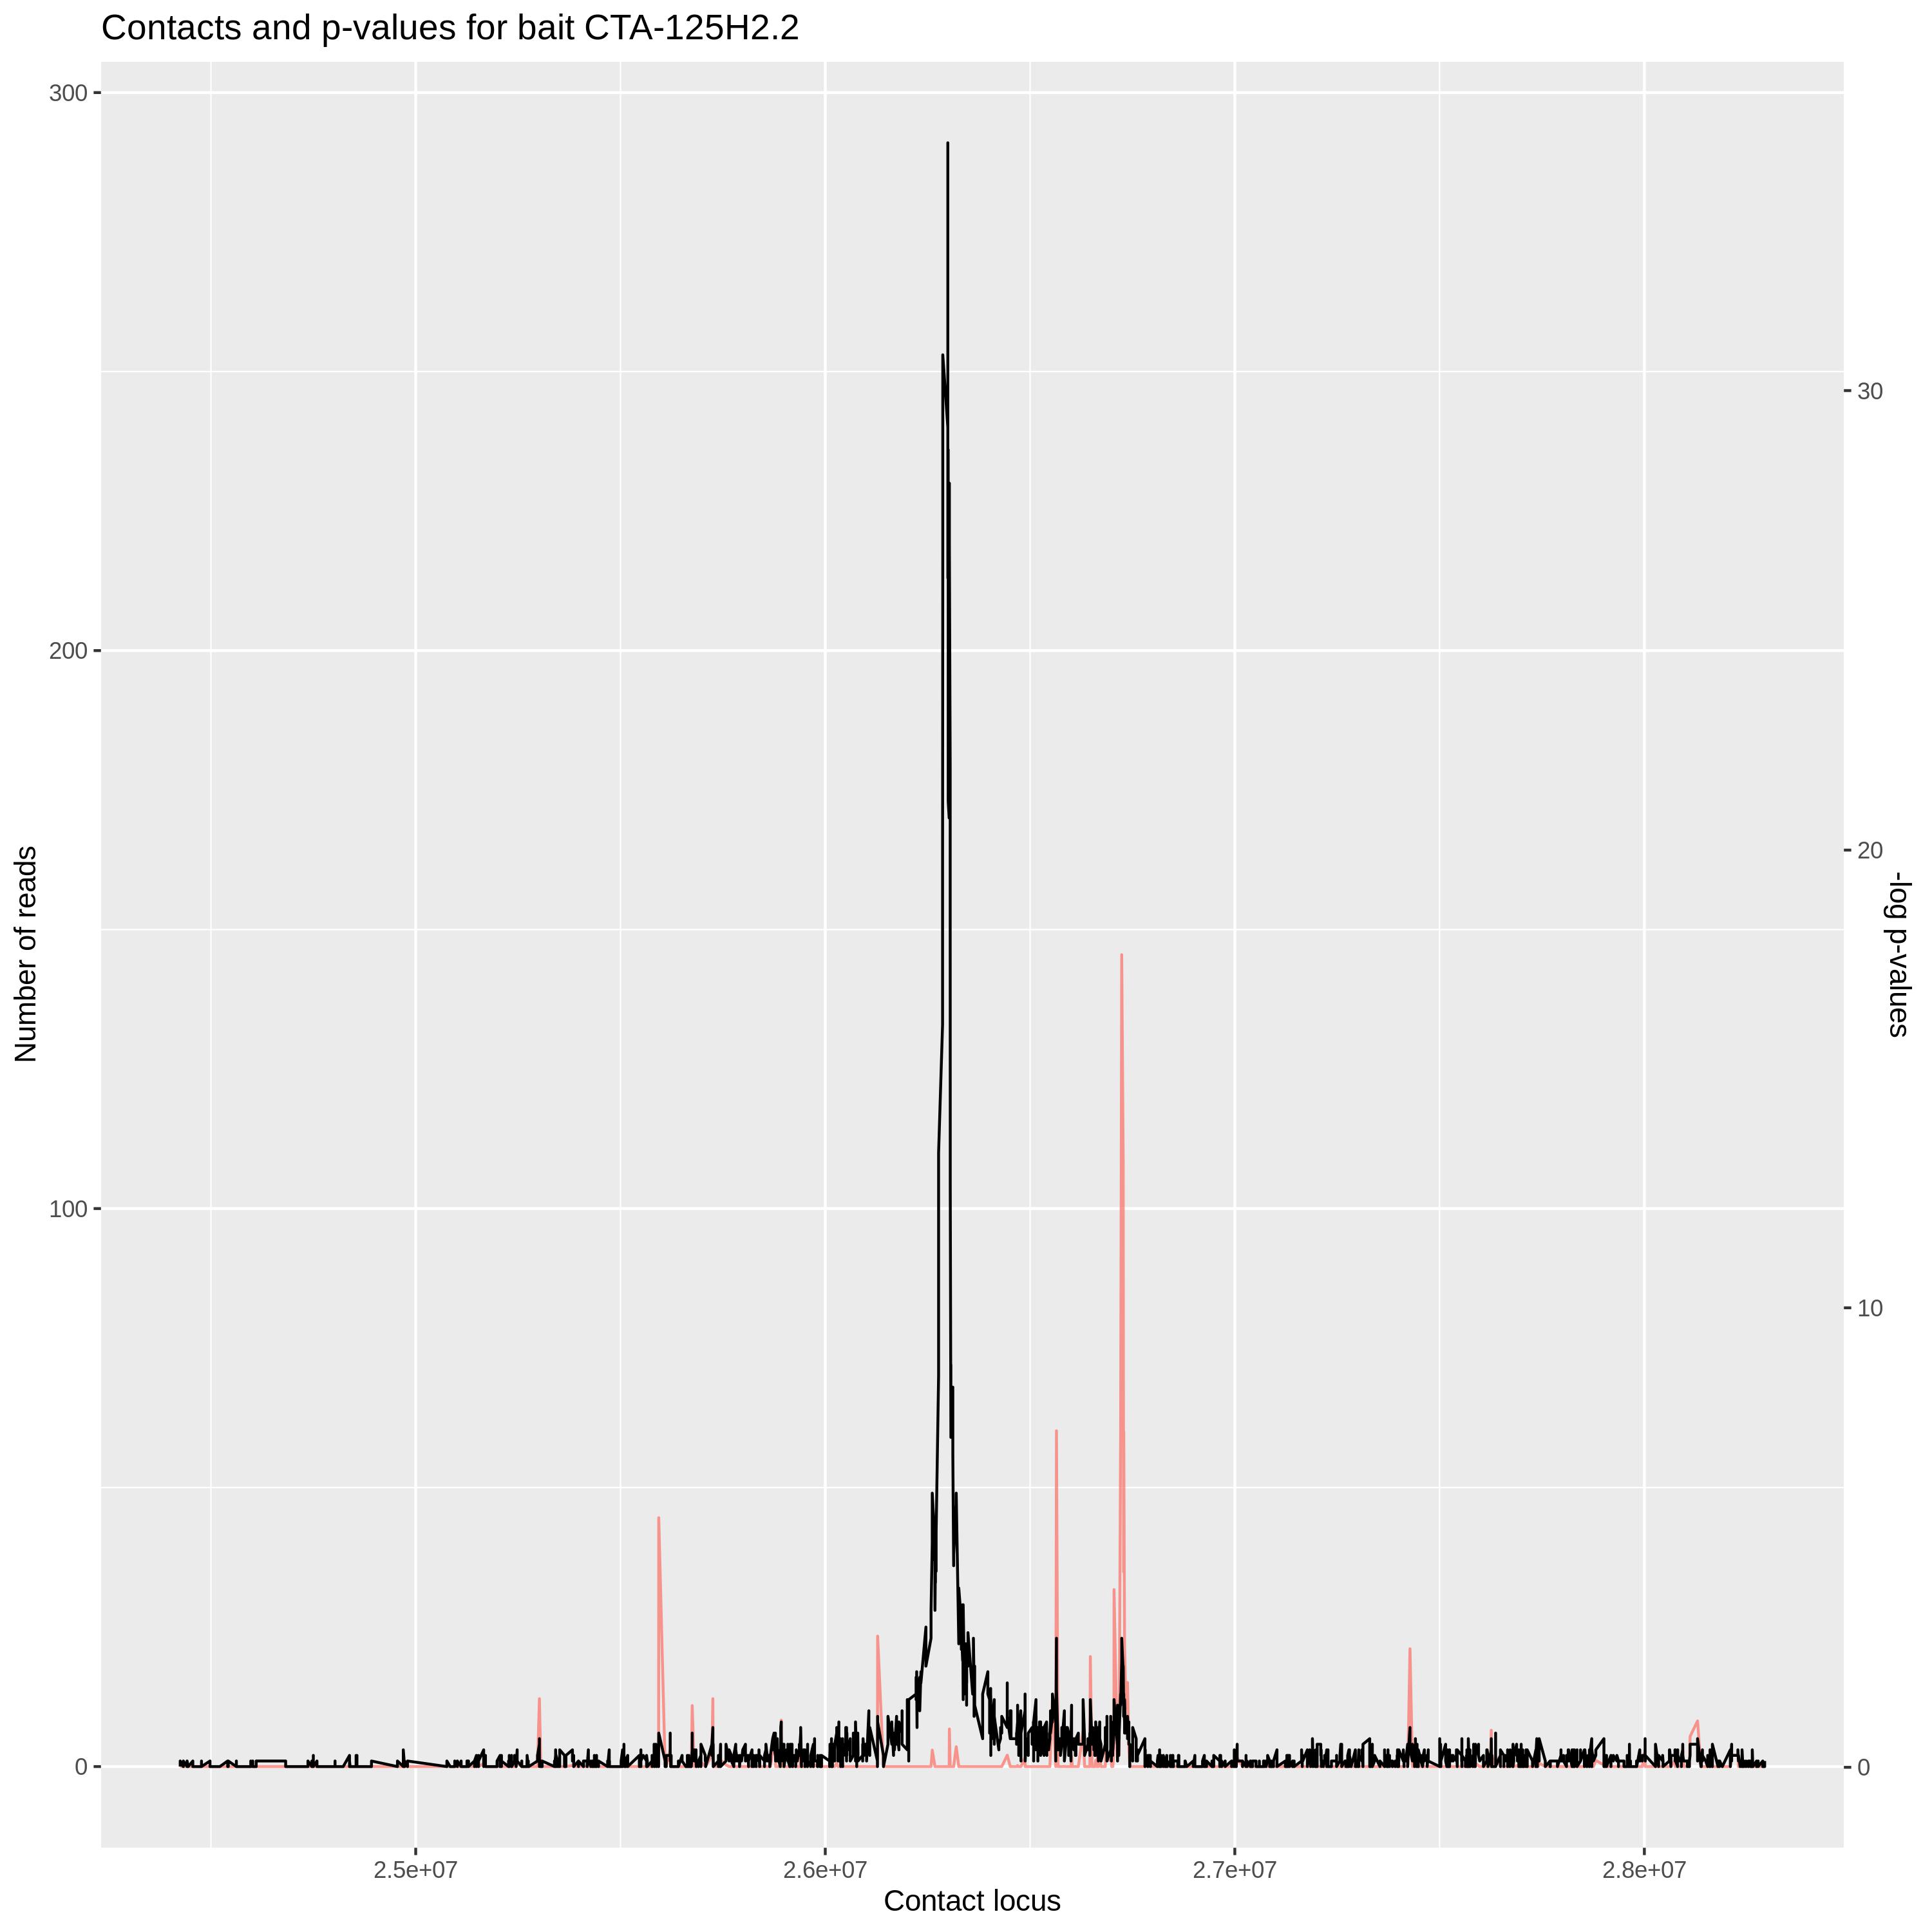 Contacts and p-values for bait CTA-125H2.2
300
200
100
0
Number of reads
30
20
10
0
-log p-values
2.5e+07
2.6e+07
2.7e+07
2.8e+07
Contact locus